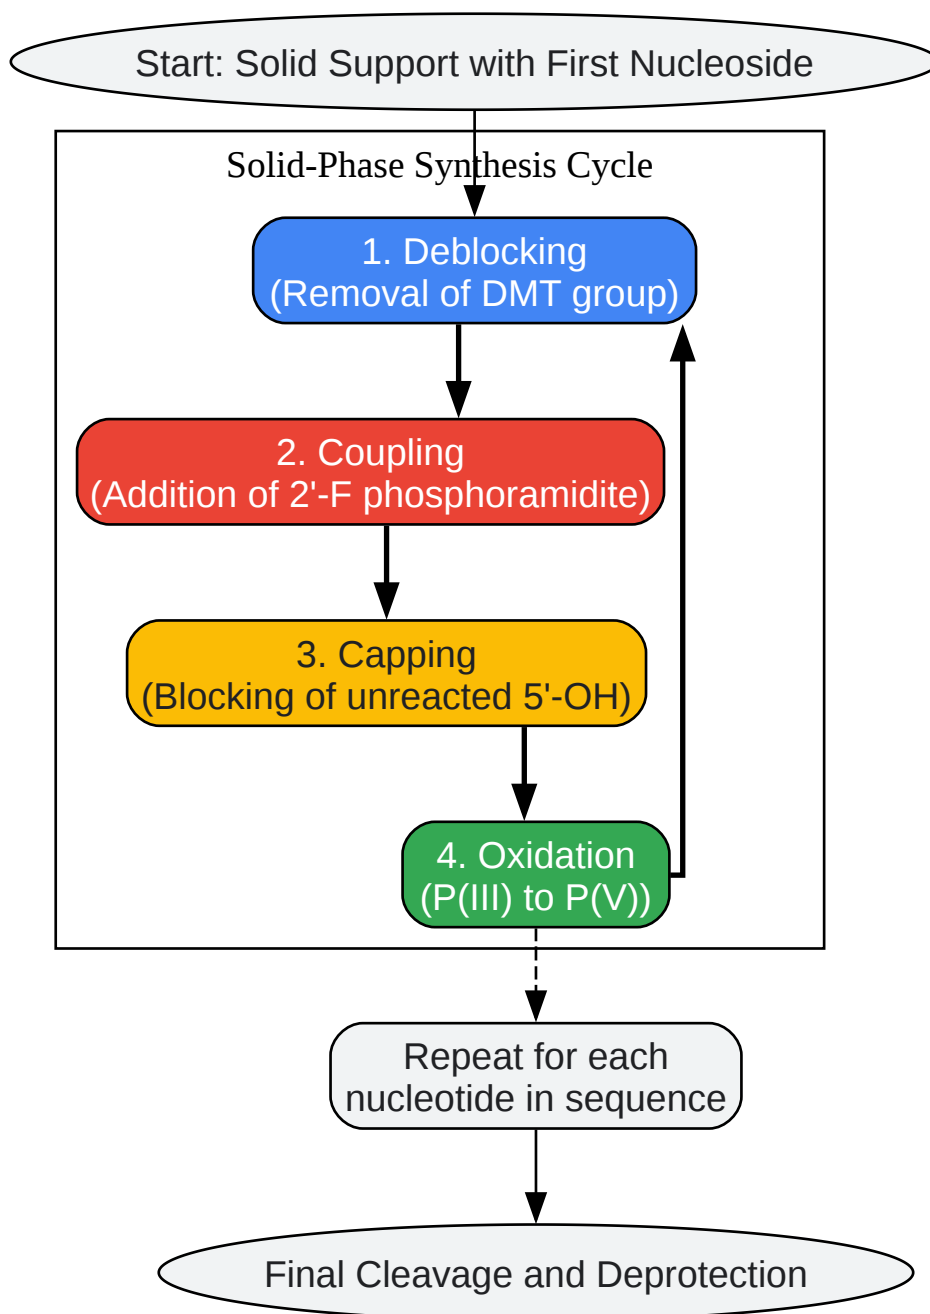 Start: Solid Support with First Nucleoside
Solid-Phase Synthesis Cycle
1. Deblocking
(Removal of DMT group)
2. Coupling
(Addition of 2'-F phosphoramidite)
3. Capping
(Blocking of unreacted 5'-OH)
4. Oxidation
(P(III) to P(V))
Repeat for each
nucleotide in sequence
Final Cleavage and Deprotection